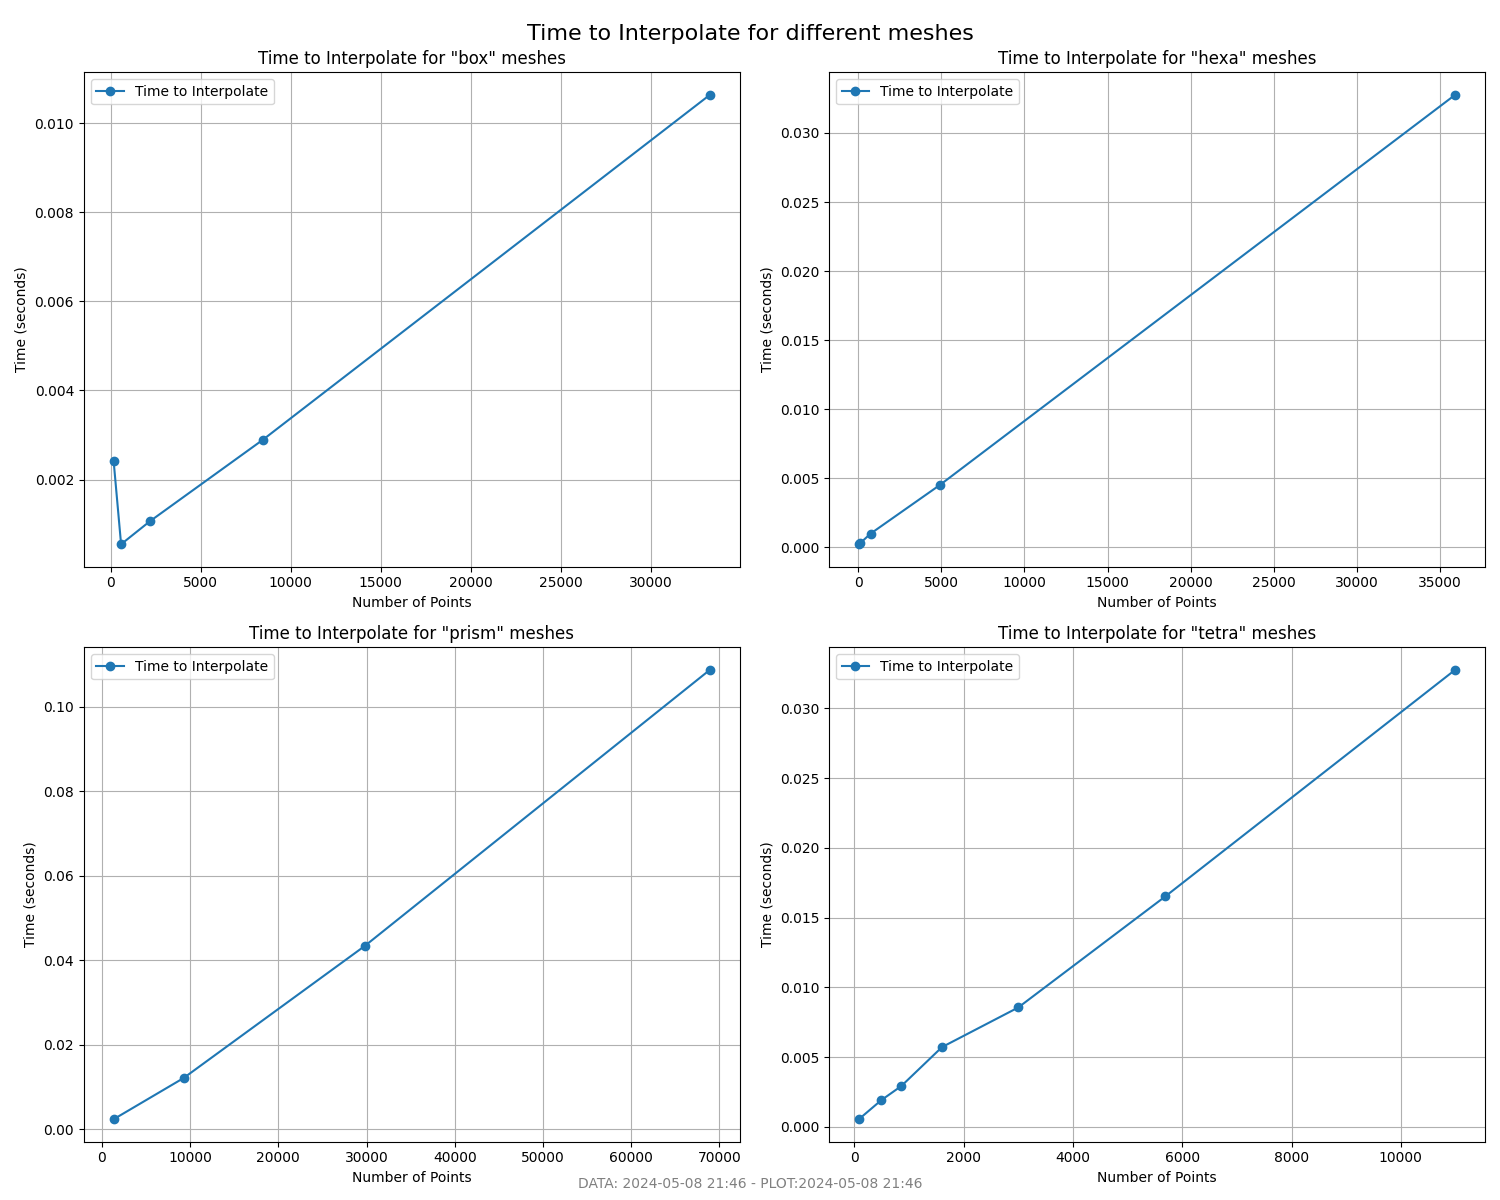 Time to Interpolate for different meshes
Time to Interpolate for "box" meshes
Time to Interpolate
0.010
0.008
0.006
0.004
0.002
Time (seconds)
0 5000 10000 15000 20000 25000 30000
Number of Points
Time to Interpolate for "hexa" meshes
Time to Interpolate
0.030
0.025
0.020
0.015
0.010
0.005
0.000
Time (seconds)
0 5000 10000 15000 20000 25000 30000 35000
Number of Points
Time to Interpolate for "prism" meshes
Time to Interpolate
0.10
0.08
0.06
0.04
0.02
0.00
Time (seconds)
0 10000 20000 30000 40000 50000 60000 70000
Number of Points
Time to Interpolate for "tetra" meshes
Time to Interpolate
0.030
0.025
0.020
0.015
0.010
0.005
0.000
Time (seconds)
0 2000 4000 6000 8000 10000
Number of Points
DATA: 2024-05-08 21:46 - PLOT:2024-05-08 21:46